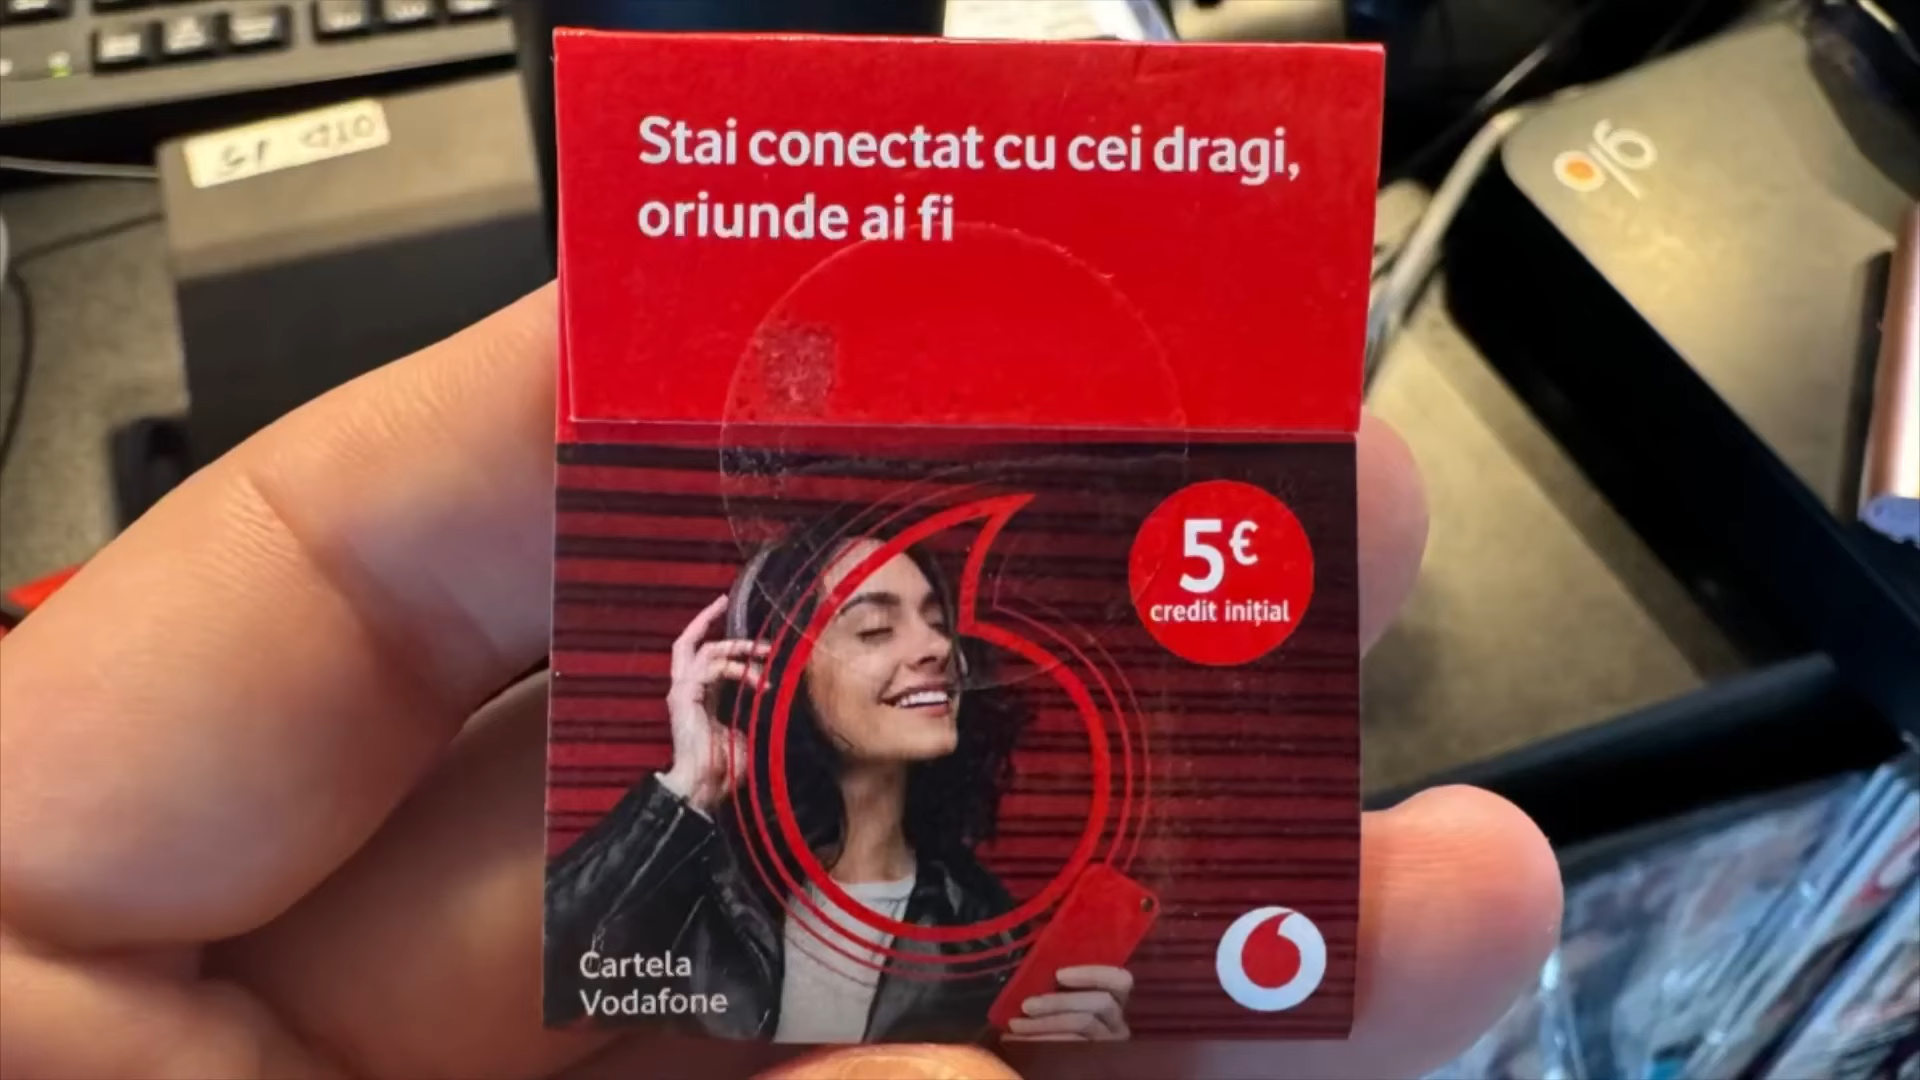 Stai conectat cu cei dragi,
oriunde ai fi
5€
credit inițial
Cartela
Vodafone